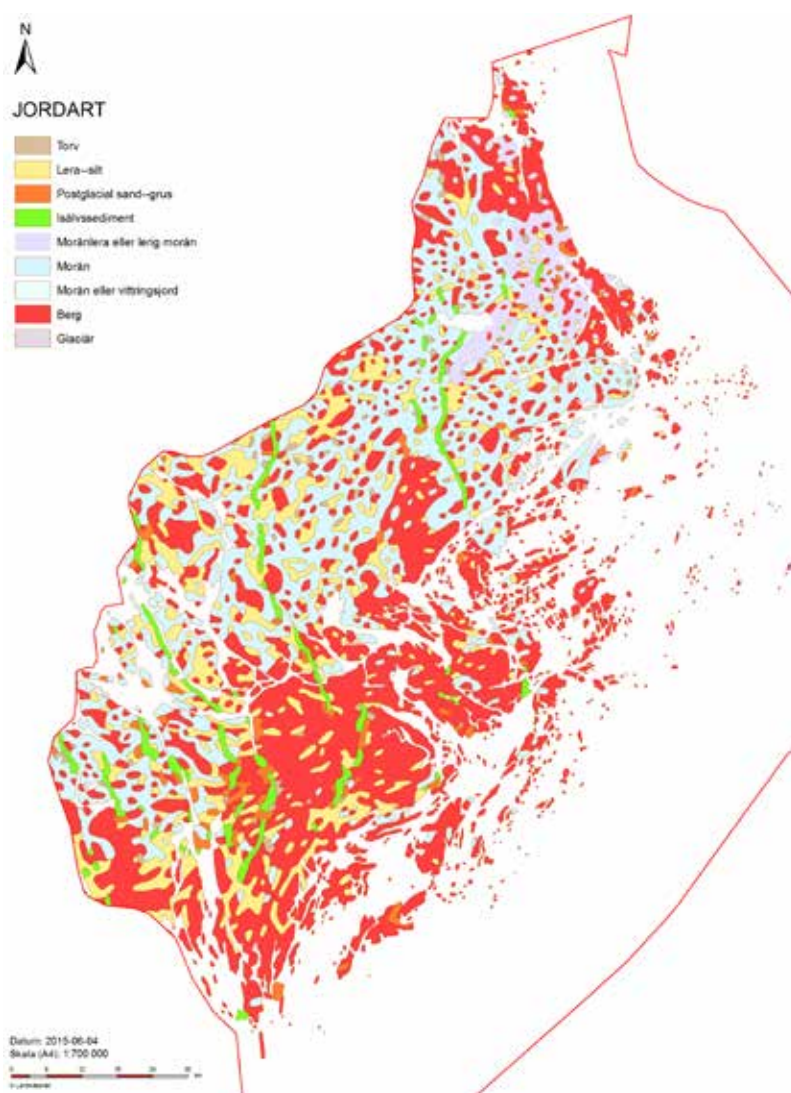 N
JORDART
Torv
Lera--silt
Postglacial sand--grus
Isälvssediment
Moränlera eller lerig morän
Morän
Morän eller vittringsjord
Berg
Glaciär
Datum: 2015-06-04
Skala (A4): 1:700 000
© Lantmäteriet